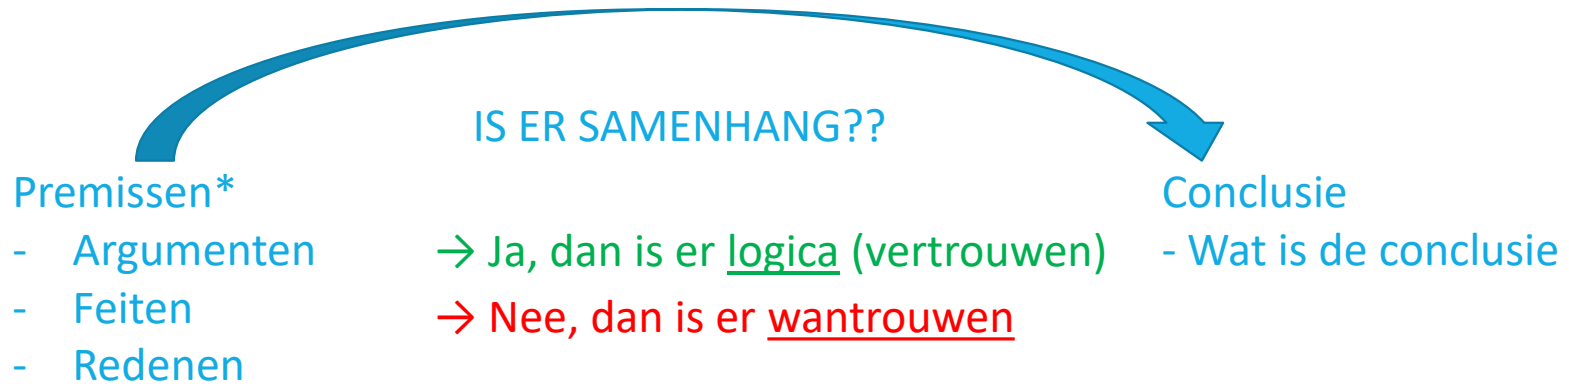 IS ER SAMENHANG??
Premissen*
- Argumenten
- Feiten
- Redenen
→ Ja, dan is er logica (vertrouwen)
→ Nee, dan is er wantrouwen
Conclusie
- Wat is de conclusie